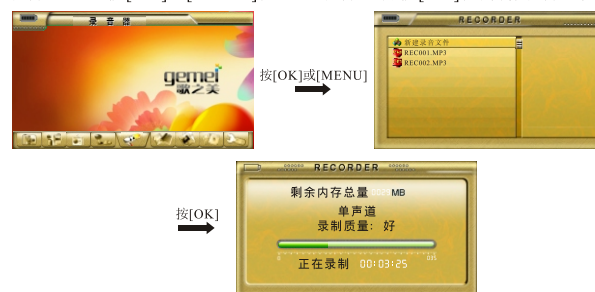 录音器
gemei
歌之美
按[OK]或[MENU]
RECORDER
新建录音文件
REC001.MP3
REC002.MP3
按[OK]
RECORDER
剩余内存总量 MB
单声道
录制质量: 好
正在录制 00:03:25